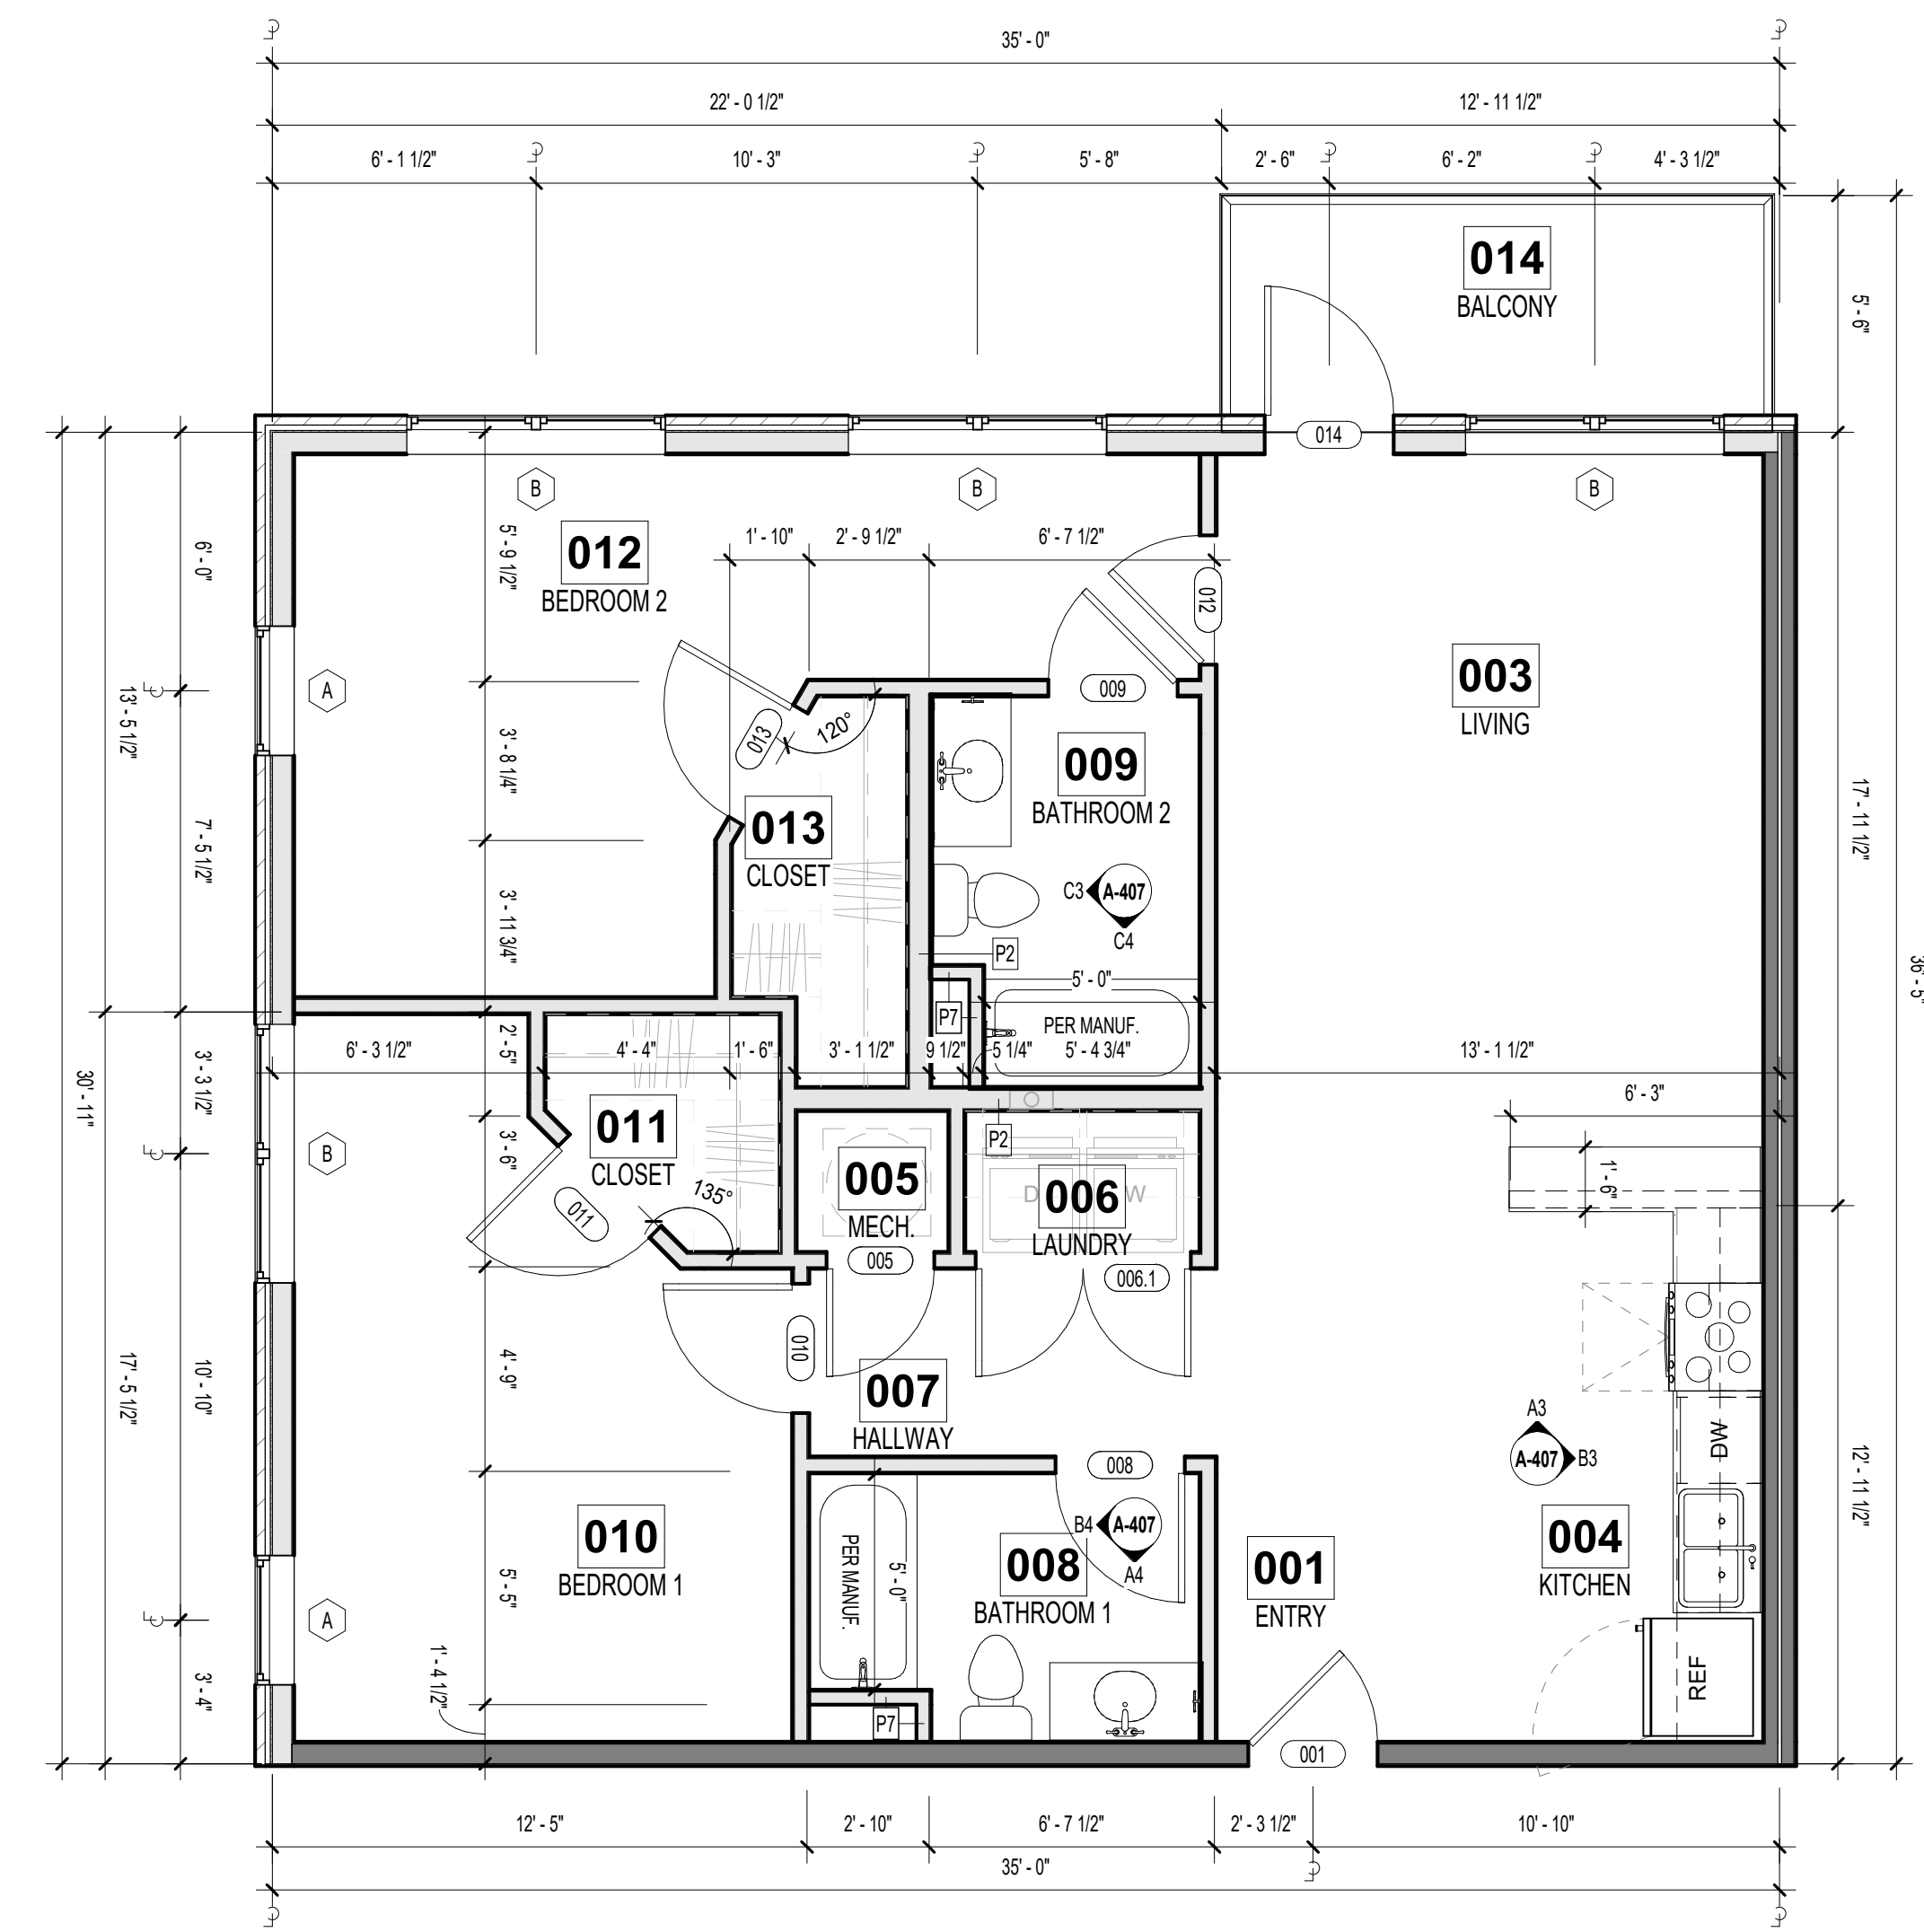 35' - 0"
22' - 0 1/2"
12' - 11 1/2"
6' - 1 1/2"
10' - 3"
5' - 8"
2' - 6"
6' - 2"
4' - 3 1/2"
014
BALCONY
5' - 6"
014
B
B
B
012
BEDROOM 2
5' - 9 1/2"
1' - 10"
2' - 9 1/2"
6' - 7 1/2"
012
6' - 0"
003
LIVING
A
13' - 5 1/2"
009
013
120°
3' - 8 1/4"
009
BATHROOM 2
7' - 5 1/2"
17' - 11 1/2"
013
CLOSET
3' - 11 3/4"
C3
A-407
C4
P2
36' - 5"
5' - 0"
P7
PER MANUF.
6' - 3 1/2"
2' - 5"
4' - 4"
1' - 6"
3' - 1 1/2"
9 1/2"
5 1/4"
5' - 4 3/4"
13' - 1 1/2"
3' - 3 1/2"
30' - 11"
6' - 3"
011
CLOSET
P2
B
3' - 6"
005
MECH.
D
W
006
LAUNDRY
1' - 6"
135°
011
005
006.1
010
4' - 9"
17' - 5 1/2"
10' - 10"
007
HALLWAY
A3
A-407
B3
DW
008
12' - 11 1/2"
010
BEDROOM 1
PER MANUF.
5' - 0"
B4
A-407
A4
008
BATHROOM 1
001
ENTRY
004
KITCHEN
5' - 5"
A
1' - 4 1/2"
3' - 4"
REF
P7
001
12' - 5"
2' - 10"
6' - 7 1/2"
2' - 3 1/2"
10' - 10"
35' - 0"